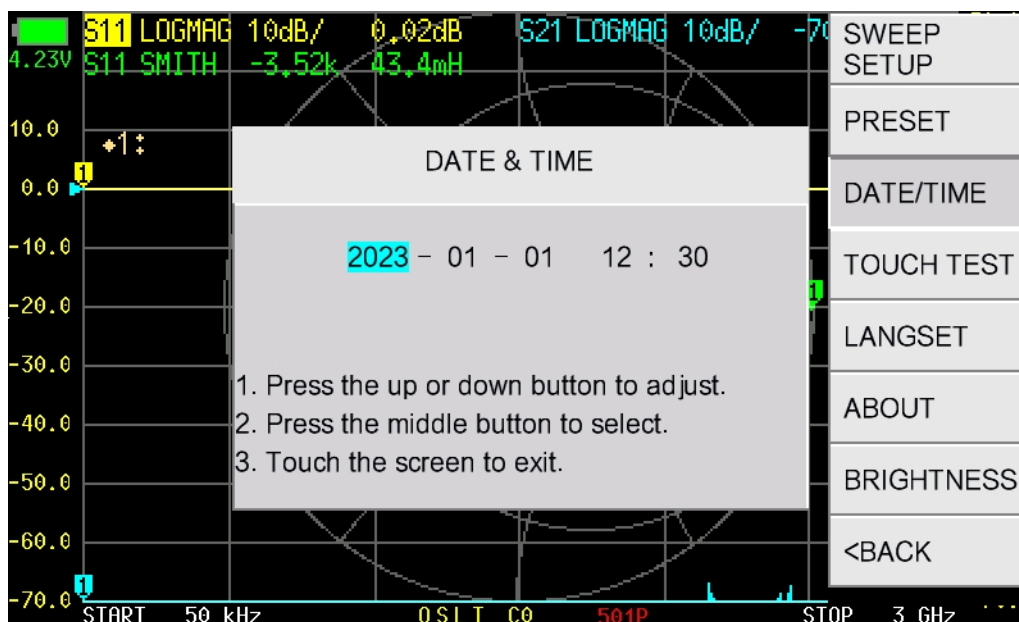 S11 LOGMAG 10dB/ 0.02dB S21 LOGMAG 10dB/
4.23V S11 SMITH -3.52k 43.4mH
SWEEP
SETUP
PRESET
DATE/TIME
TOUCH TEST
LANGSET
ABOUT
BRIGHTNESS
<BACK
10.0
1:
1
0.0
-10.0
-20.0
-30.0
-40.0
-50.0
-60.0
-70.0
DATE & TIME
2023 - 01 - 01 12 : 30
1. Press the up or down button to adjust.
2. Press the middle button to select.
3. Touch the screen to exit.
1
1
START 50 kHz OSLT C0 501P STOP 3 GHz